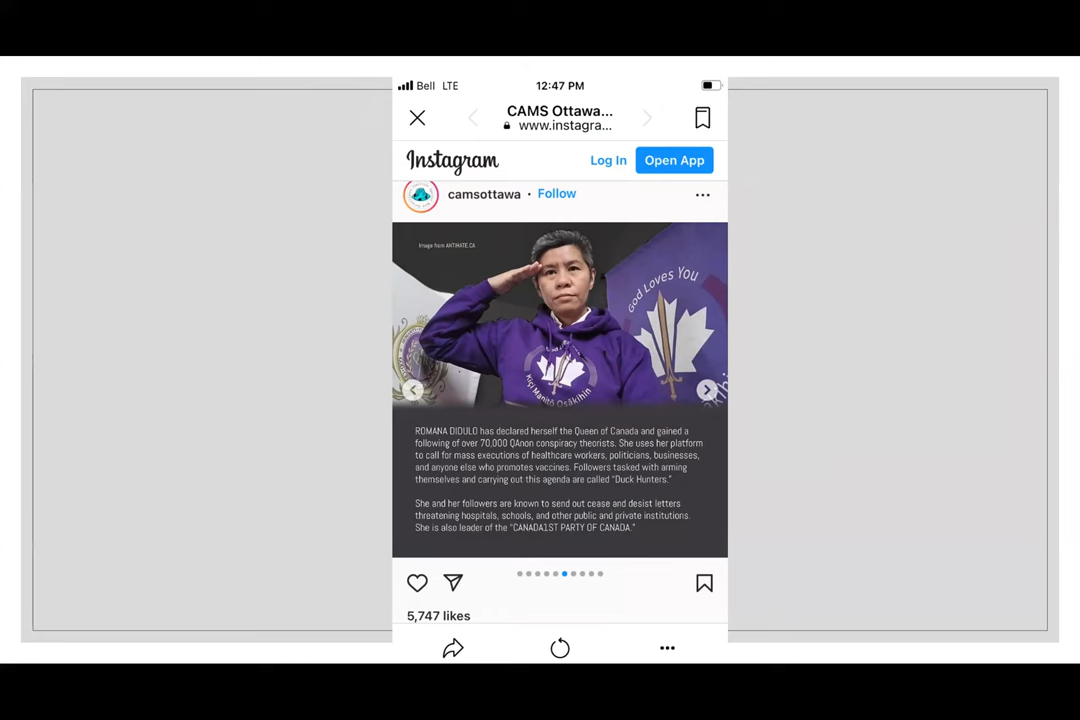 Bell LTE 12:47 PM
CAMS Ottawa...
www.instagra...
Instagram Log In Open App
camsottawa · Follow ...
Image from ANTIHATE.CA
God Loves You
Kiçi Manitō Osākihin
ROMANA DIDULO has declared herself the Queen of Canada and gained a
following of over 70,000 QAnon conspiracy theorists. She uses her platform
to call for mass executions of healthcare workers, politicians, businesses,
and anyone else who promotes vaccines. Followers tasked with arming
themselves and carrying out this agenda are called "Duck Hunters."
She and her followers are known to send out cease and desist letters
threatening hospitals, schools, and other public and private institutions.
She is also leader of the "CANADA1ST PARTY OF CANADA."
5,747 likes